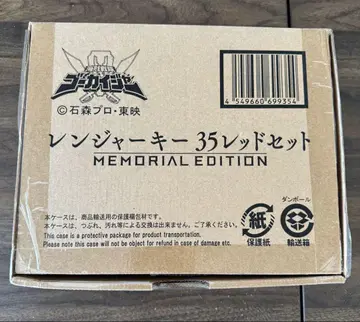 ゴーカイジャー
©石森プロ・東映
4 549660 699354
レンジャーキー 35レッドセット
MEMORIAL EDITION
本ケースは、商品輸送用の保護梱包材です。
本ケースは、つぶれ、汚れ等による交換は出来ません。ご了承ください。
This case is a protective package for product transportation.
Please note this case will not be object for refund in case of damage etc.
紙
保護紙
ダンボール
輸送箱